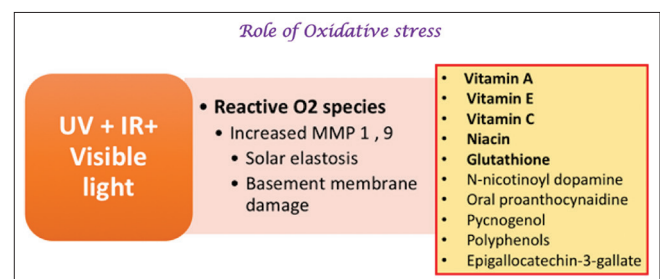 Role of Oxidative stress
UV + IR+
Visible
light
• Reactive O2 species
• Increased MMP 1 , 9
• Solar elastosis
• Basement membrane
damage
• Vitamin A
• Vitamin E
• Vitamin C
• Niacin
• Glutathione
• N-nicotinoyl dopamine
• Oral proanthocynaidine
• Pycnogenol
• Polyphenols
• Epigallocatechin-3-gallate